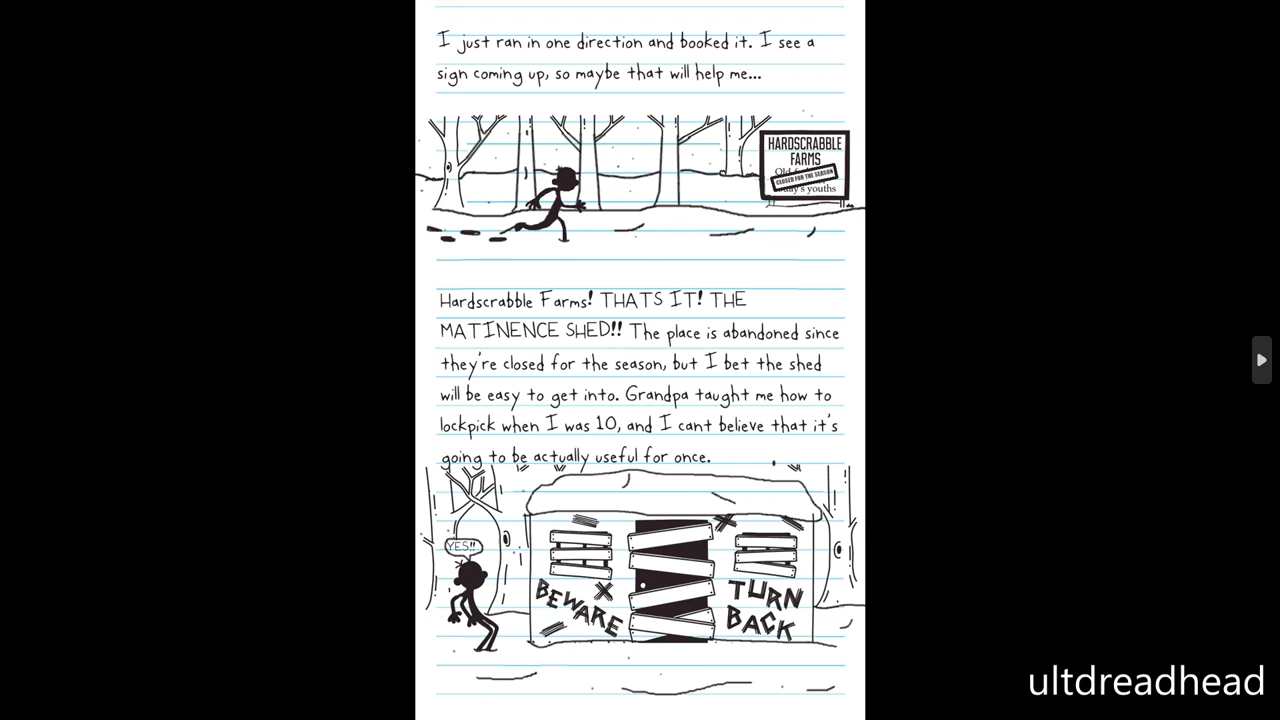 I just ran in one direction and booked it. I see a
sign coming up, so maybe that will help me...
HARDSCRABBLE
FARMS
CLOSED FOR THE SEASON
youths
Hardscrabble Farms! THATS IT! THE
MATINENCE SHED!! The place is abandoned since
they're closed for the season, but I bet the shed
will be easy to get into. Grandpa taught me how to
lockpick when I was 10, and I cant believe that it's
going to be actually useful for once.
YES!!
BEWARE
TURN
BACK
ultdreadhead